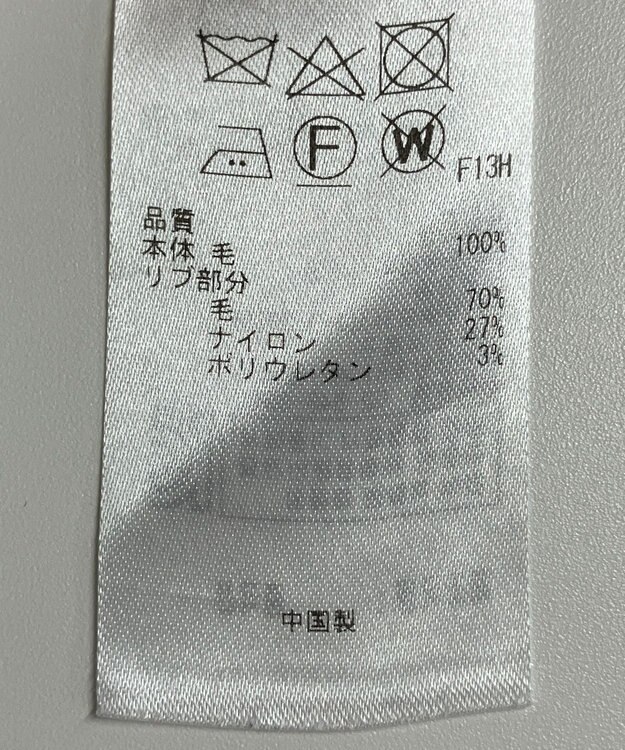 F
W
F13H
品質
本体 毛 100%
リブ部分
毛 70%
ナイロン 27%
ポリウレタン 3%
中国製